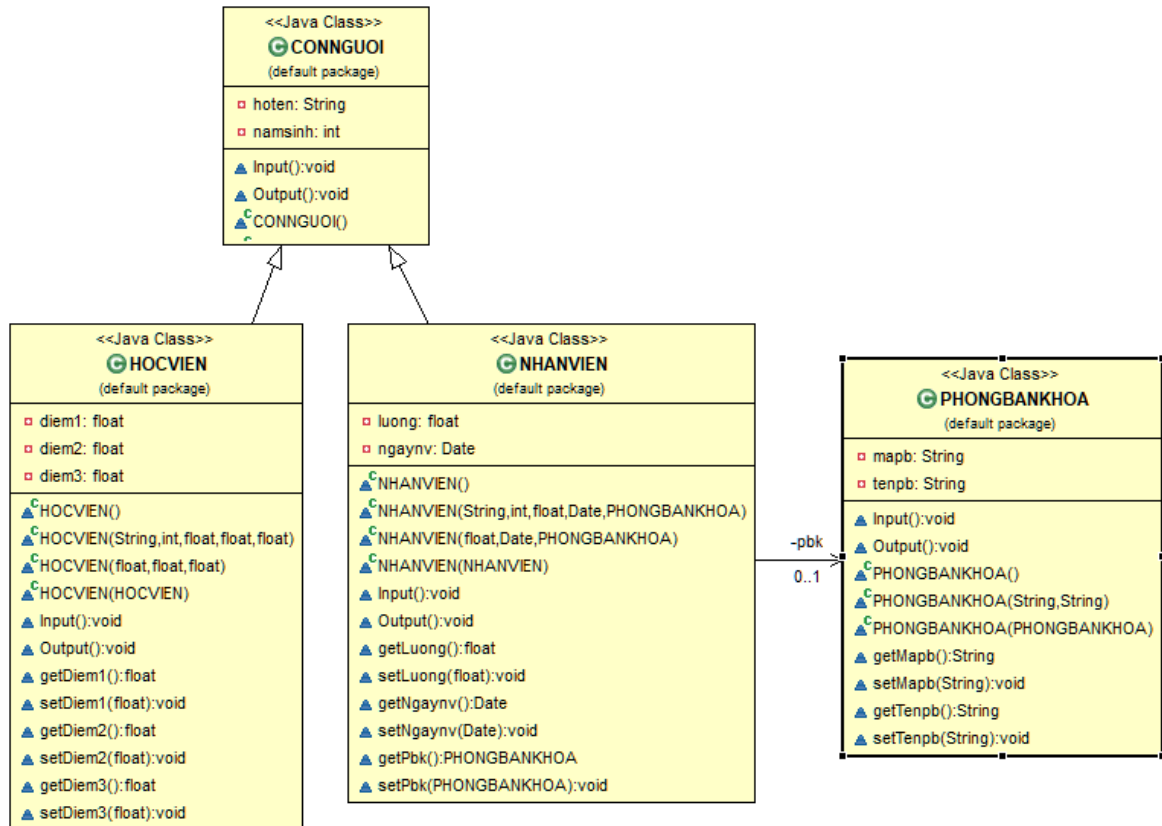 <<Java Class>>
CONNGUOI
(default package)
hoten: String
namsinh: int
Input():void
Output():void
CONNGUOI()
<<Java Class>>
HOCVIEN
(default package)
diem1: float
diem2: float
diem3: float
HOCVIEN()
HOCVIEN(String,int,float,float,float)
HOCVIEN(float,float,float)
HOCVIEN(HOCVIEN)
Input():void
Output():void
getDiem1():float
setDiem1(float):void
getDiem2():float
setDiem2(float):void
getDiem3():float
setDiem3(float):void
<<Java Class>>
NHANVIEN
(default package)
luong: float
ngaynv: Date
NHANVIEN()
NHANVIEN(String,int,float,Date,PHONGBANKHOA)
NHANVIEN(float,Date,PHONGBANKHOA)
NHANVIEN(NHANVIEN)
Input():void
Output():void
getLuong():float
setLuong(float):void
getNgaynv():Date
setNgaynv(Date):void
getPbk():PHONGBANKHOA
setPbk(PHONGBANKHOA):void
-pbk
0..1
<<Java Class>>
PHONGBANKHOA
(default package)
mapb: String
tenpb: String
Input():void
Output():void
PHONGBANKHOA()
PHONGBANKHOA(String,String)
PHONGBANKHOA(PHONGBANKHOA)
getMapb():String
setMapb(String):void
getTenpb():String
setTenpb(String):void